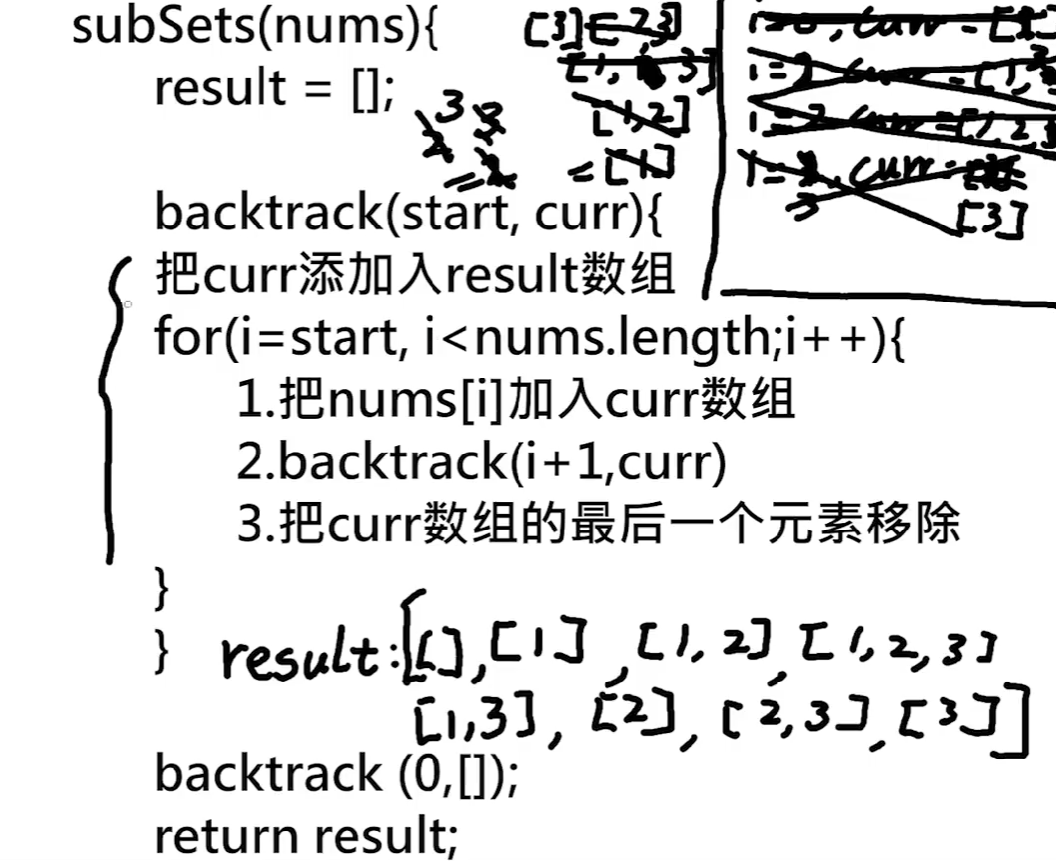 subSets(nums){
result = [];
[3] [2,3]
[1, 3]
[1,2]
= [1]
3 3
2
= 2
i=0, curr = [1]
i=2 curr = [1,
i=2 curr = [1,2,3
i= 3, curr =
[3]
backtrack(start, curr){
把curr添加入result数组
for(i=start, i<nums.length;i++){
1.把nums[i]加入curr数组
2.backtrack(i+1,curr)
3.把curr数组的最后一个元素移除
}
}
result:[[],[1],[1,2],[1,2,3]
[1,3],[2],[2,3],[3]]
backtrack (0,[]);
return result;